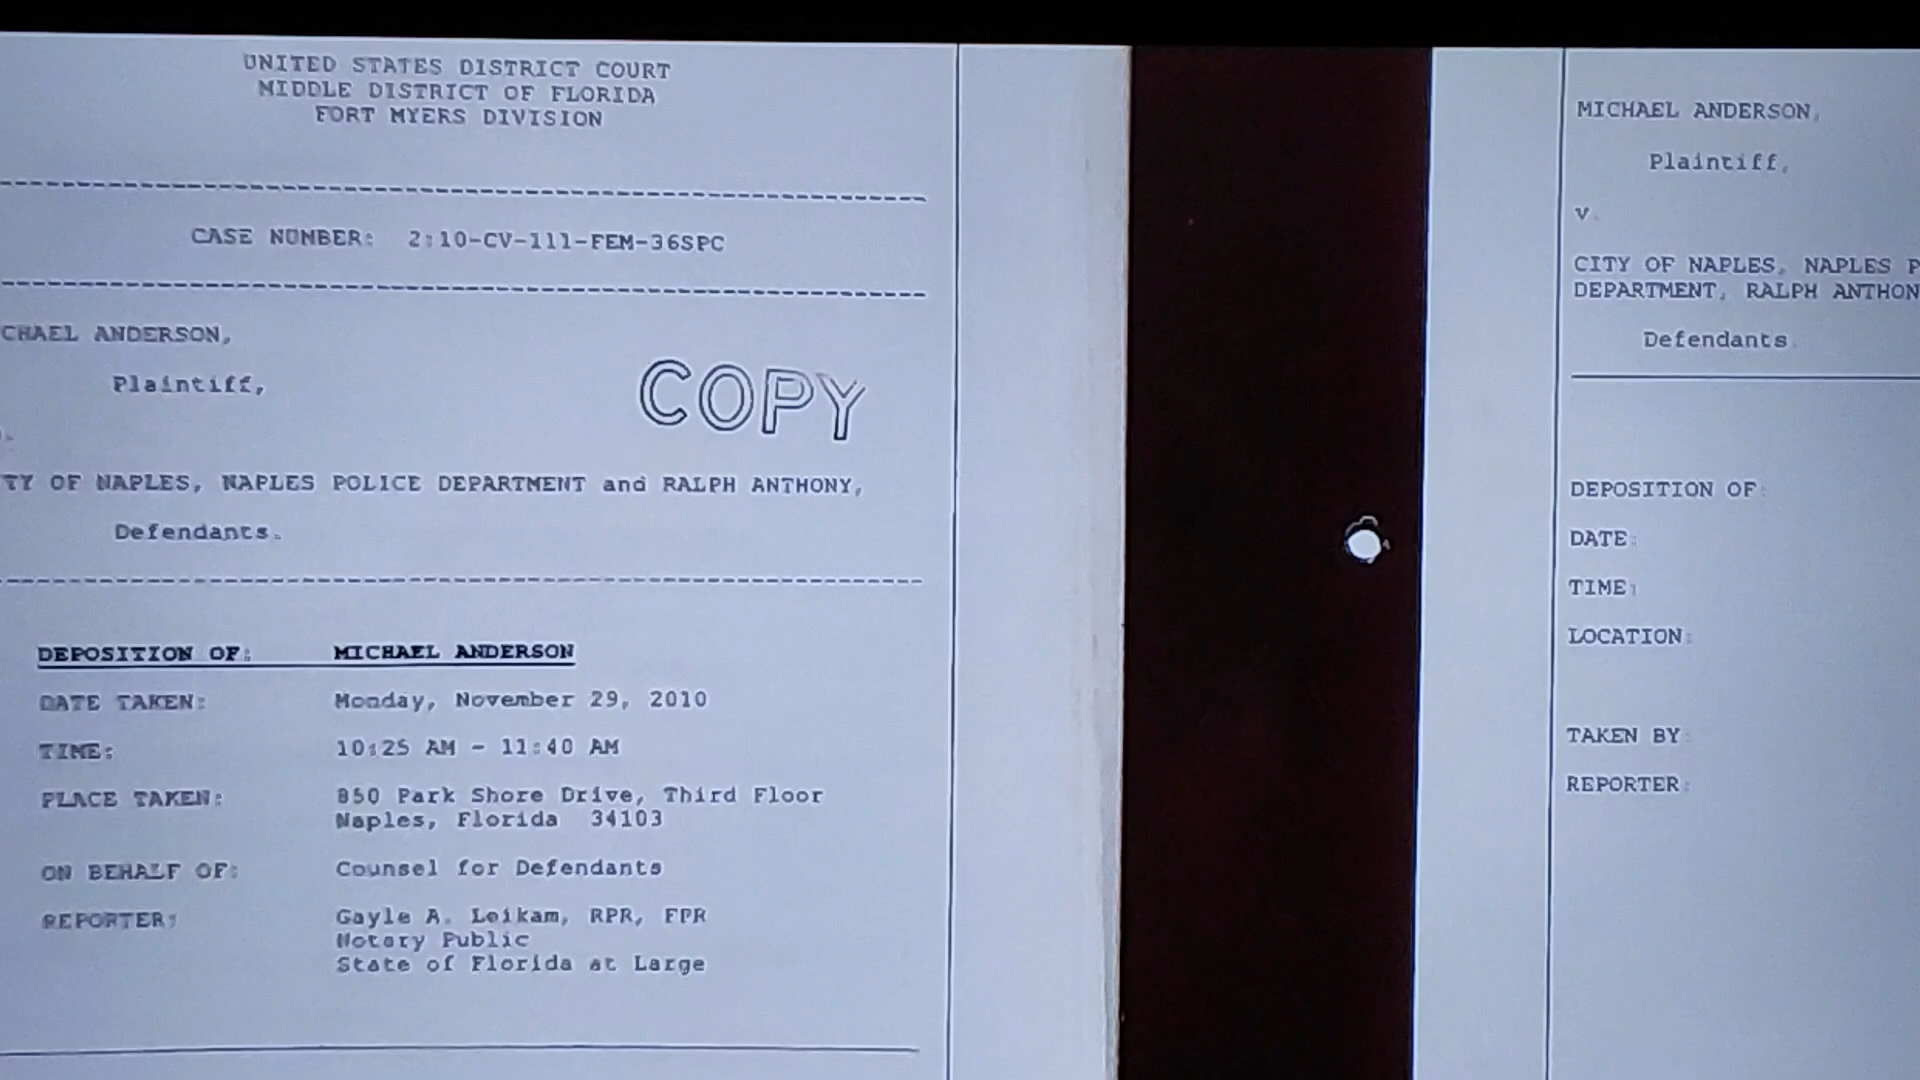 UNITED STATES DISTRICT COURT
MIDDLE DISTRICT OF FLORIDA
FORT MYERS DIVISION
CASE NUMBER: 2:10-CV-111-FEM-36SPC
CHAEL ANDERSON,
Plaintiff,
COPY
TY OF NAPLES, NAPLES POLICE DEPARTMENT and RALPH ANTHONY,
Defendants.
DEPOSITION OF: MICHAEL ANDERSON
DATE TAKEN: Monday, November 29, 2010
TIME: 10:25 AM - 11:40 AM
PLACE TAKEN: 850 Park Shore Drive, Third Floor
Naples, Florida 34103
ON BEHALF OF: Counsel for Defendants
REPORTER: Gayle A. Leikam, RPR, FPR
Notary Public
State of Florida at Large
MICHAEL ANDERSON,
Plaintiff,
v.
CITY OF NAPLES, NAPLES P
DEPARTMENT, RALPH ANTHON
Defendants.
DEPOSITION OF:
DATE:
TIME:
LOCATION:
TAKEN BY:
REPORTER: